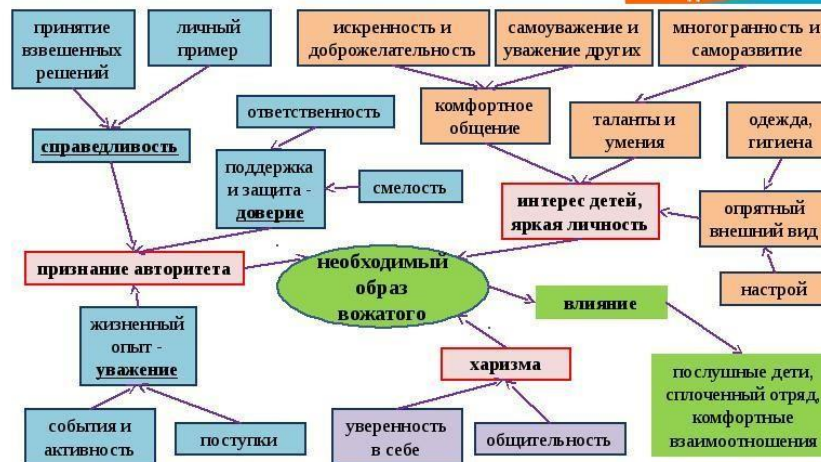 принятие
взвешенных
решений
личный
пример
искренность и
доброжелательность
самоуважение и
уважение других
многогранность и
саморазвитие
ответственность
комфортное
общение
таланты и
умения
одежда,
гигиена
справедливость
поддержка
и защита -
доверие
смелость
интерес детей,
яркая личность
опрятный
внешний вид
признание авторитета
необходимый
образ
вожатого
влияние
настрой
жизненный
опыт -
уважение
харизма
послушные дети,
сплоченный отряд,
комфортные
взаимоотношения
события и
активность
поступки
уверенность
в себе
общительность